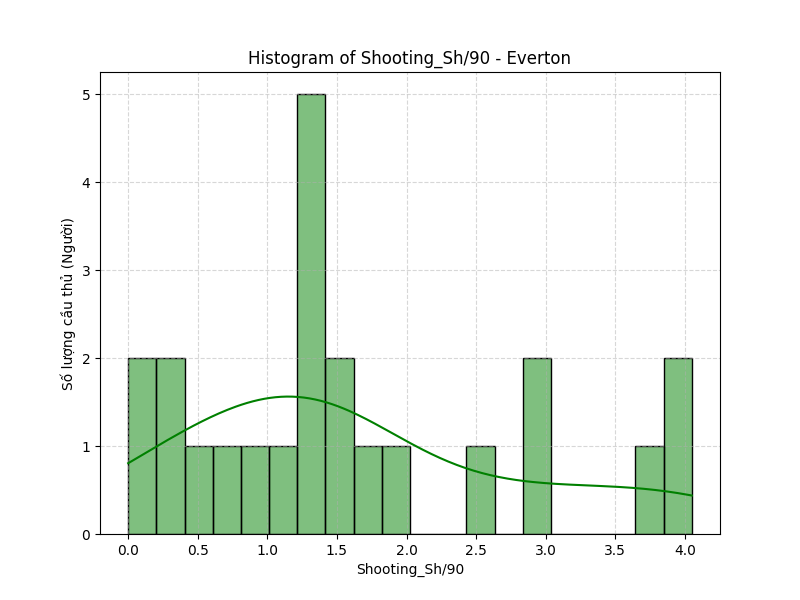 Histogram of Shooting_Sh/90 - Everton
Số lượng cầu thủ (Người)
5
4
3
2
1
0
0.0 0.5 1.0 1.5 2.0 2.5 3.0 3.5 4.0
Shooting_Sh/90